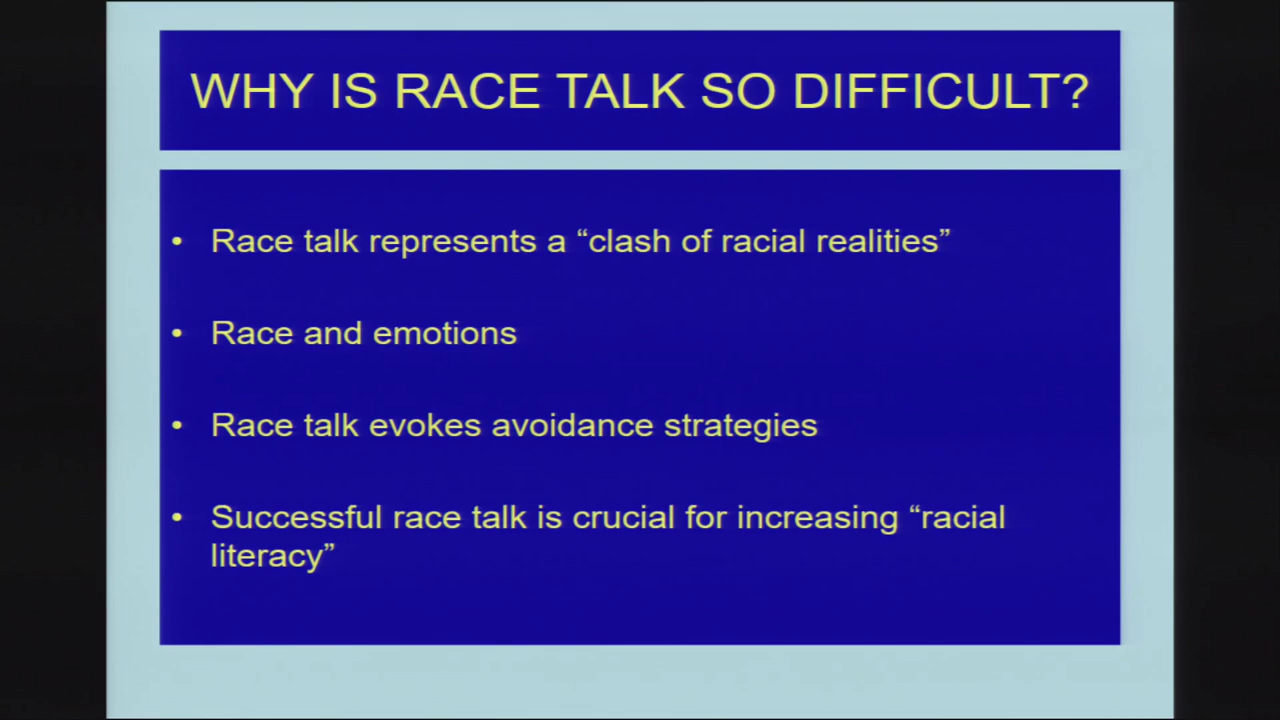 WHY IS RACE TALK SO DIFFICULT?
• Race talk represents a “clash of racial realities”
• Race and emotions
• Race talk evokes avoidance strategies
• Successful race talk is crucial for increasing “racial
literacy”